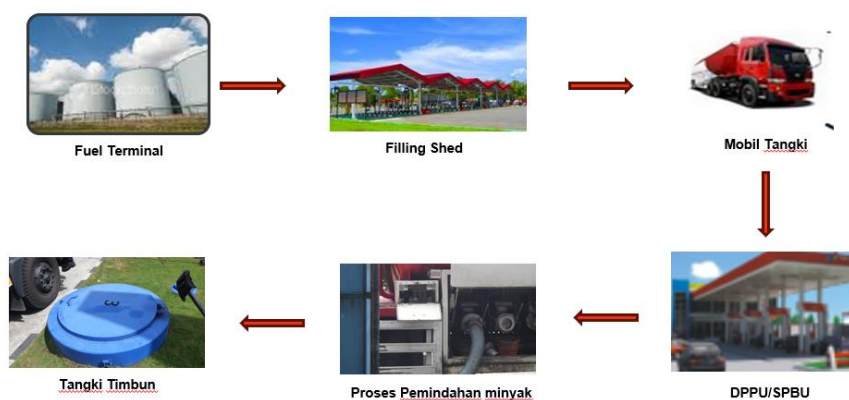 Fuel Terminal
Filling Shed
Mobil Tangki
DPPU/SPBU
Proses Pemindahan minyak
Tangki Timbun